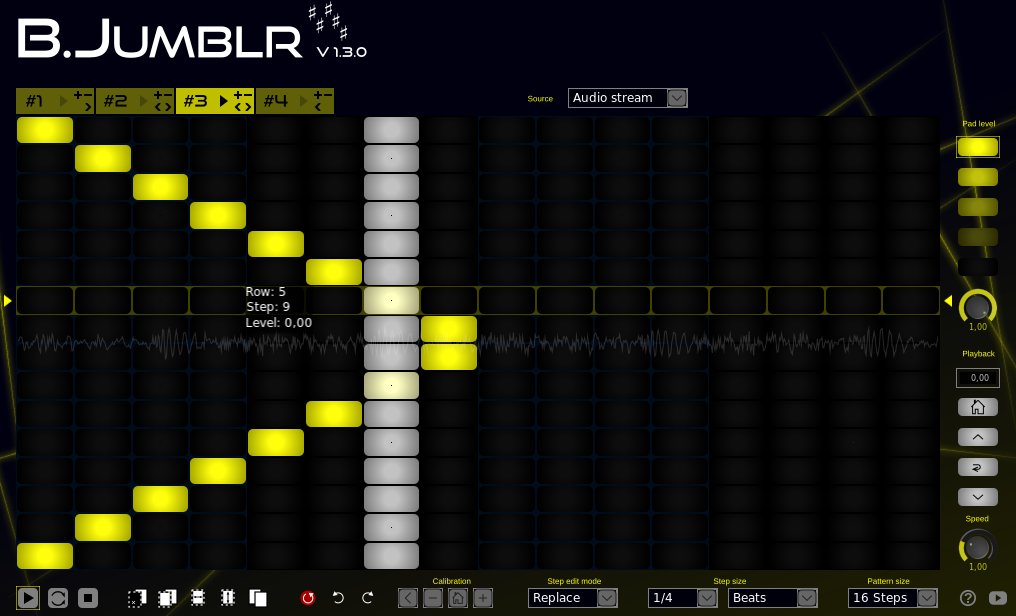 B.JUMBLR
V 1.3.0
#1 #2 #3 #4
Source Audio stream
Pad level
Row: 5
Step: 9
Level: 0,00
1,00
Playback
0,00
Speed
1,00
Calibration Step edit mode Step size Pattern size
Replace 1/4 Beats 16 Steps